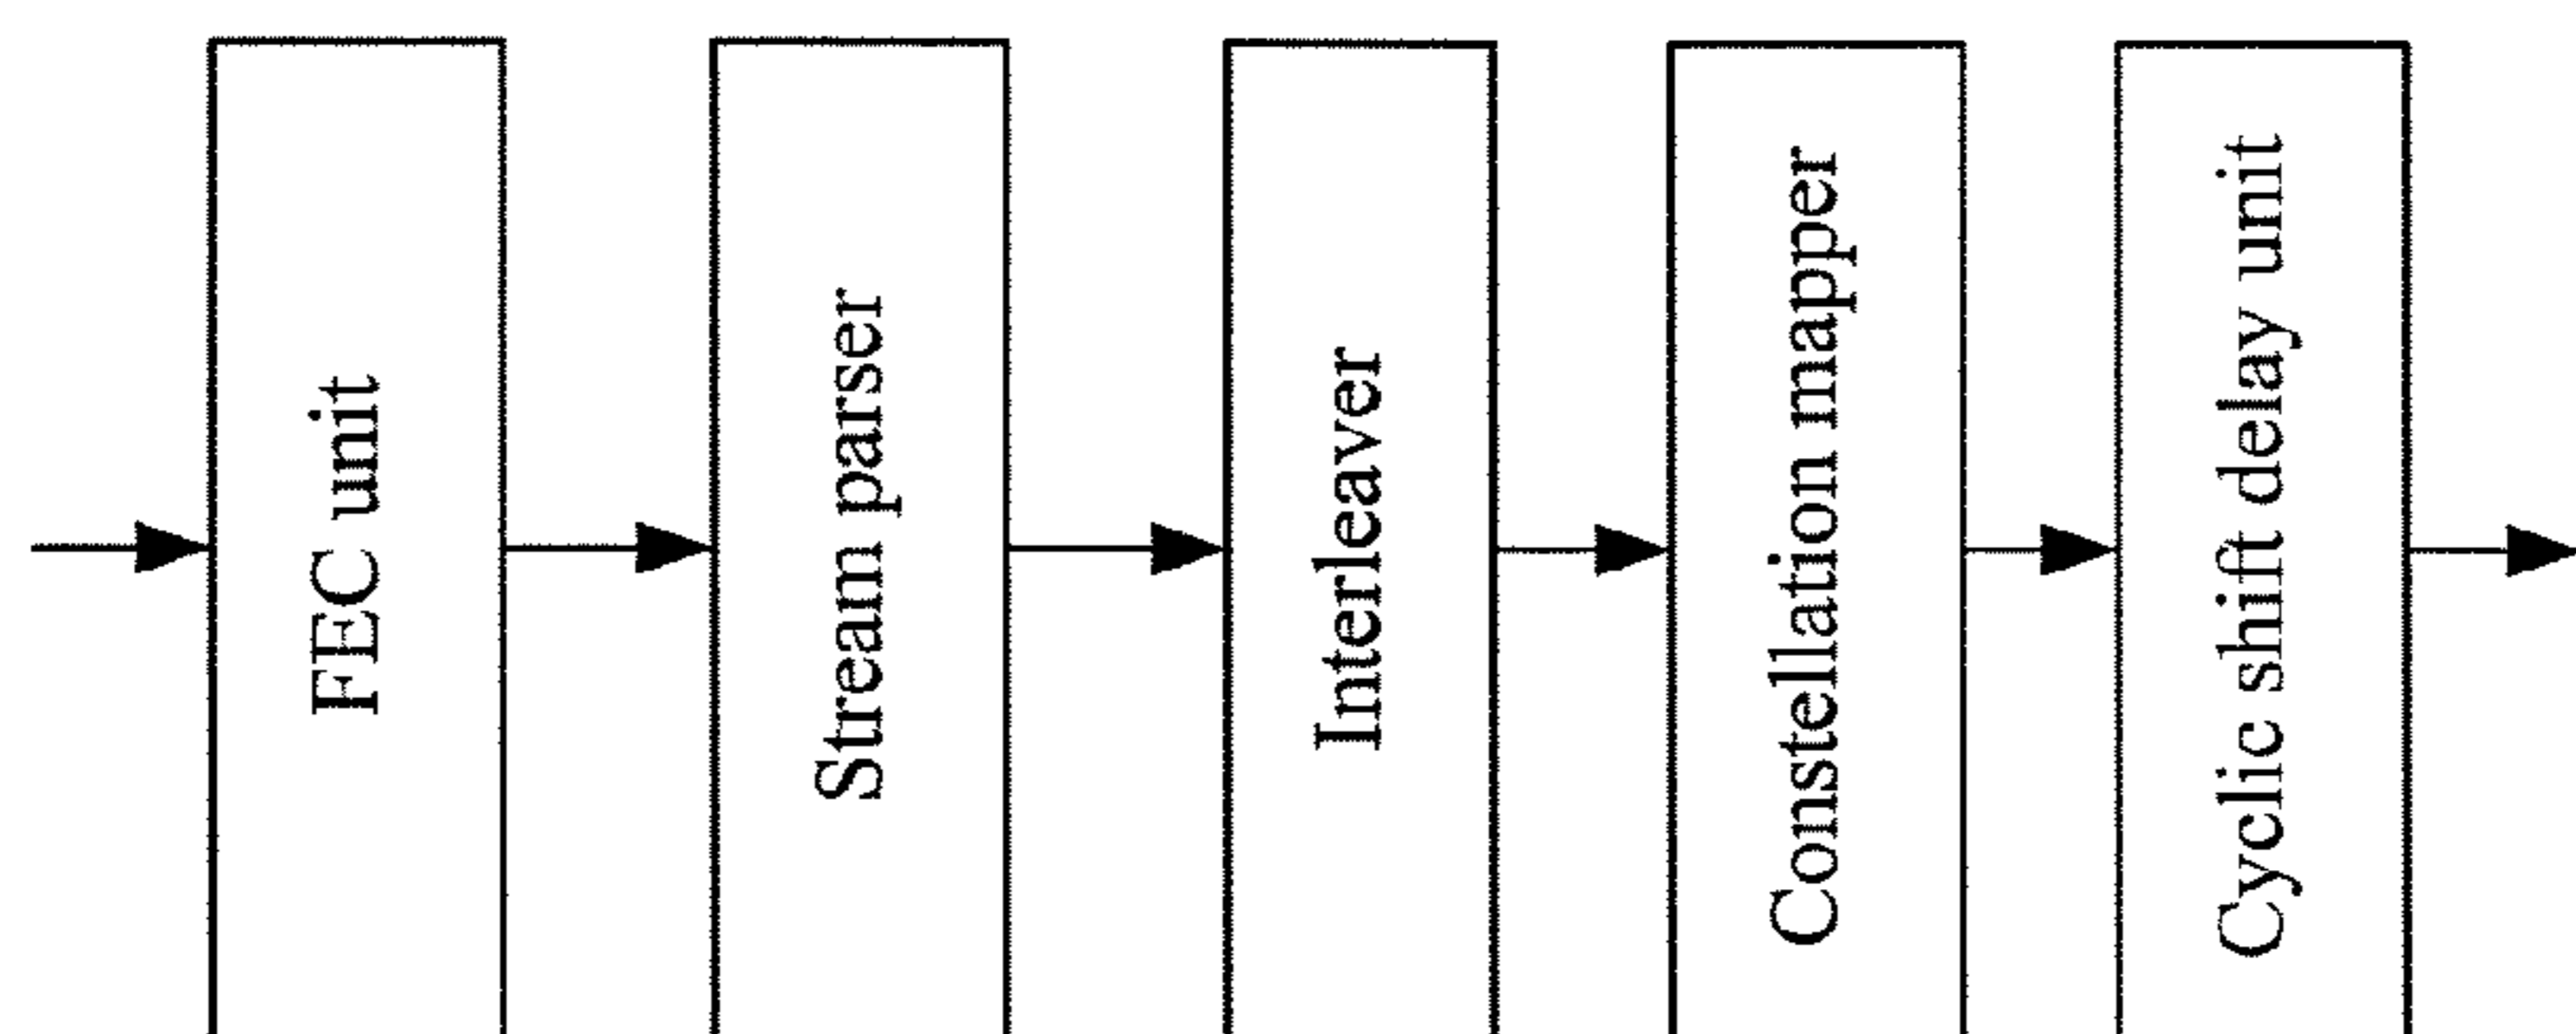 FEC unit
Stream parser
Interleaver
Constellation mapper
Cyclic shift delay unit